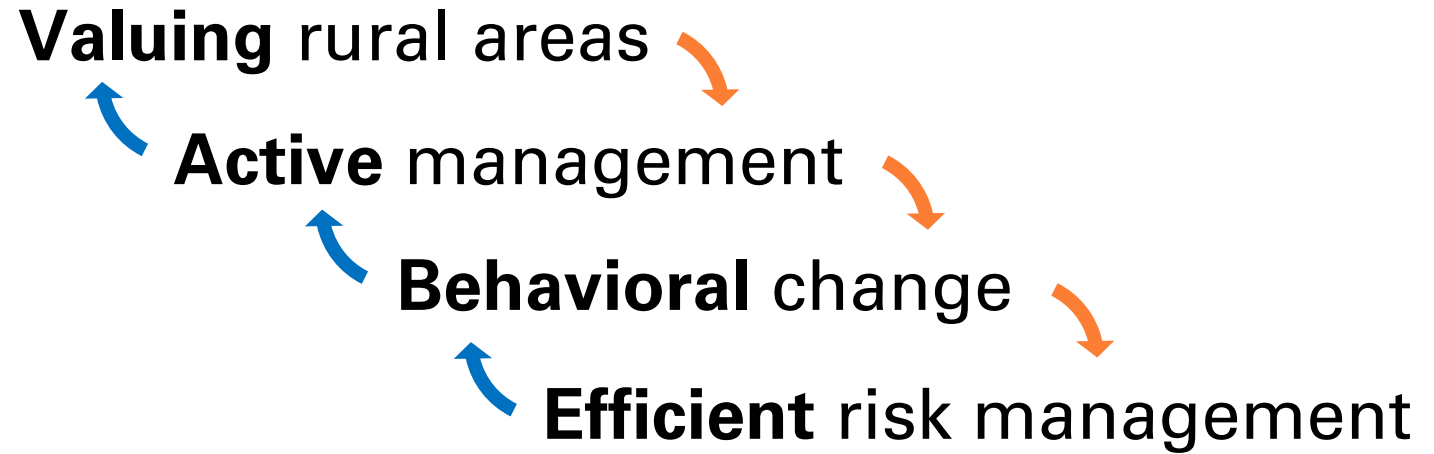 Valuing rural areas
Active management
Behavioral change
Efficient risk management